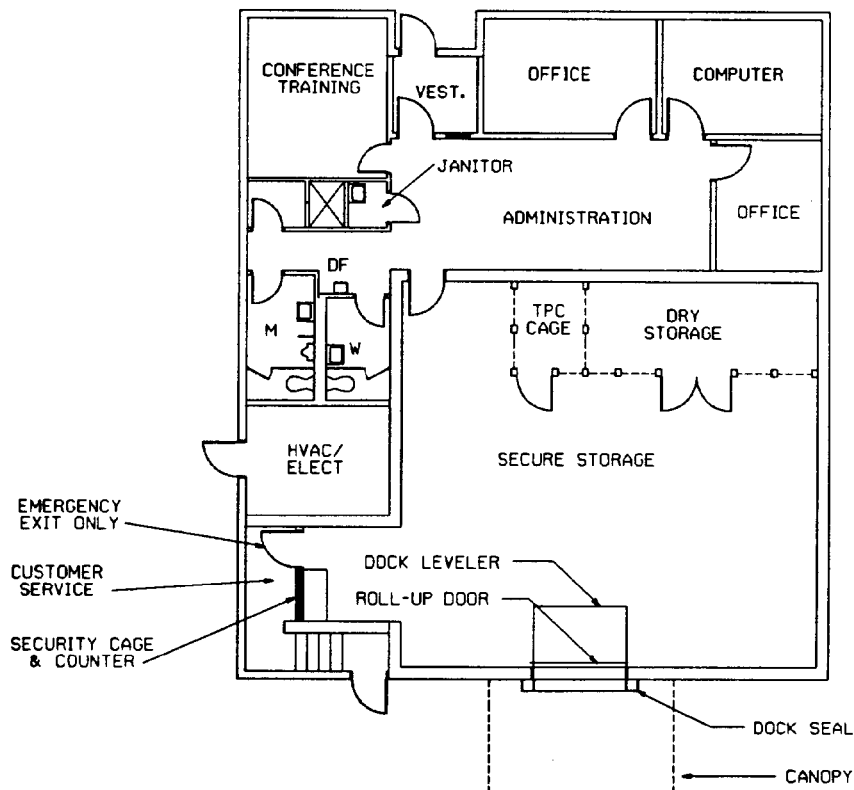 CONFERENCE
TRAINING
VEST.
OFFICE
COMPUTER
JANITOR
ADMINISTRATION
OFFICE
DF
TPC
CAGE
DRY
STORAGE
M
W
HVAC/
ELECT
SECURE STORAGE
EMERGENCY
EXIT ONLY
CUSTOMER
SERVICE
SECURITY CAGE
& COUNTER
DOCK LEVELER
ROLL-UP DOOR
DOCK SEAL
CANOPY